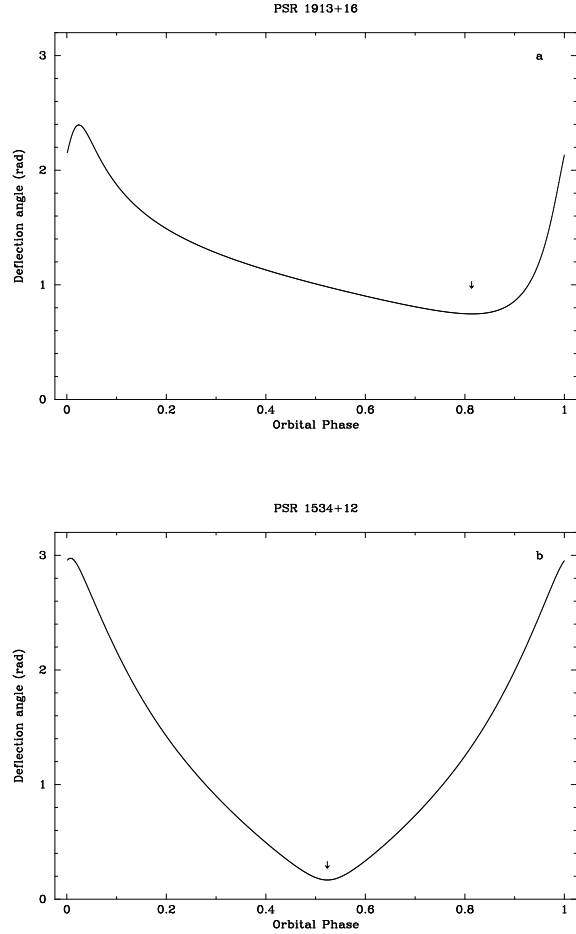 PSR 1913+16
a
3
2
1
0
Deflection angle (rad)
0 0.2 0.4 0.6 0.8 1
Orbital Phase
PSR 1534+12
b
3
2
1
0
Deflection angle (rad)
0 0.2 0.4 0.6 0.8 1
Orbital Phase